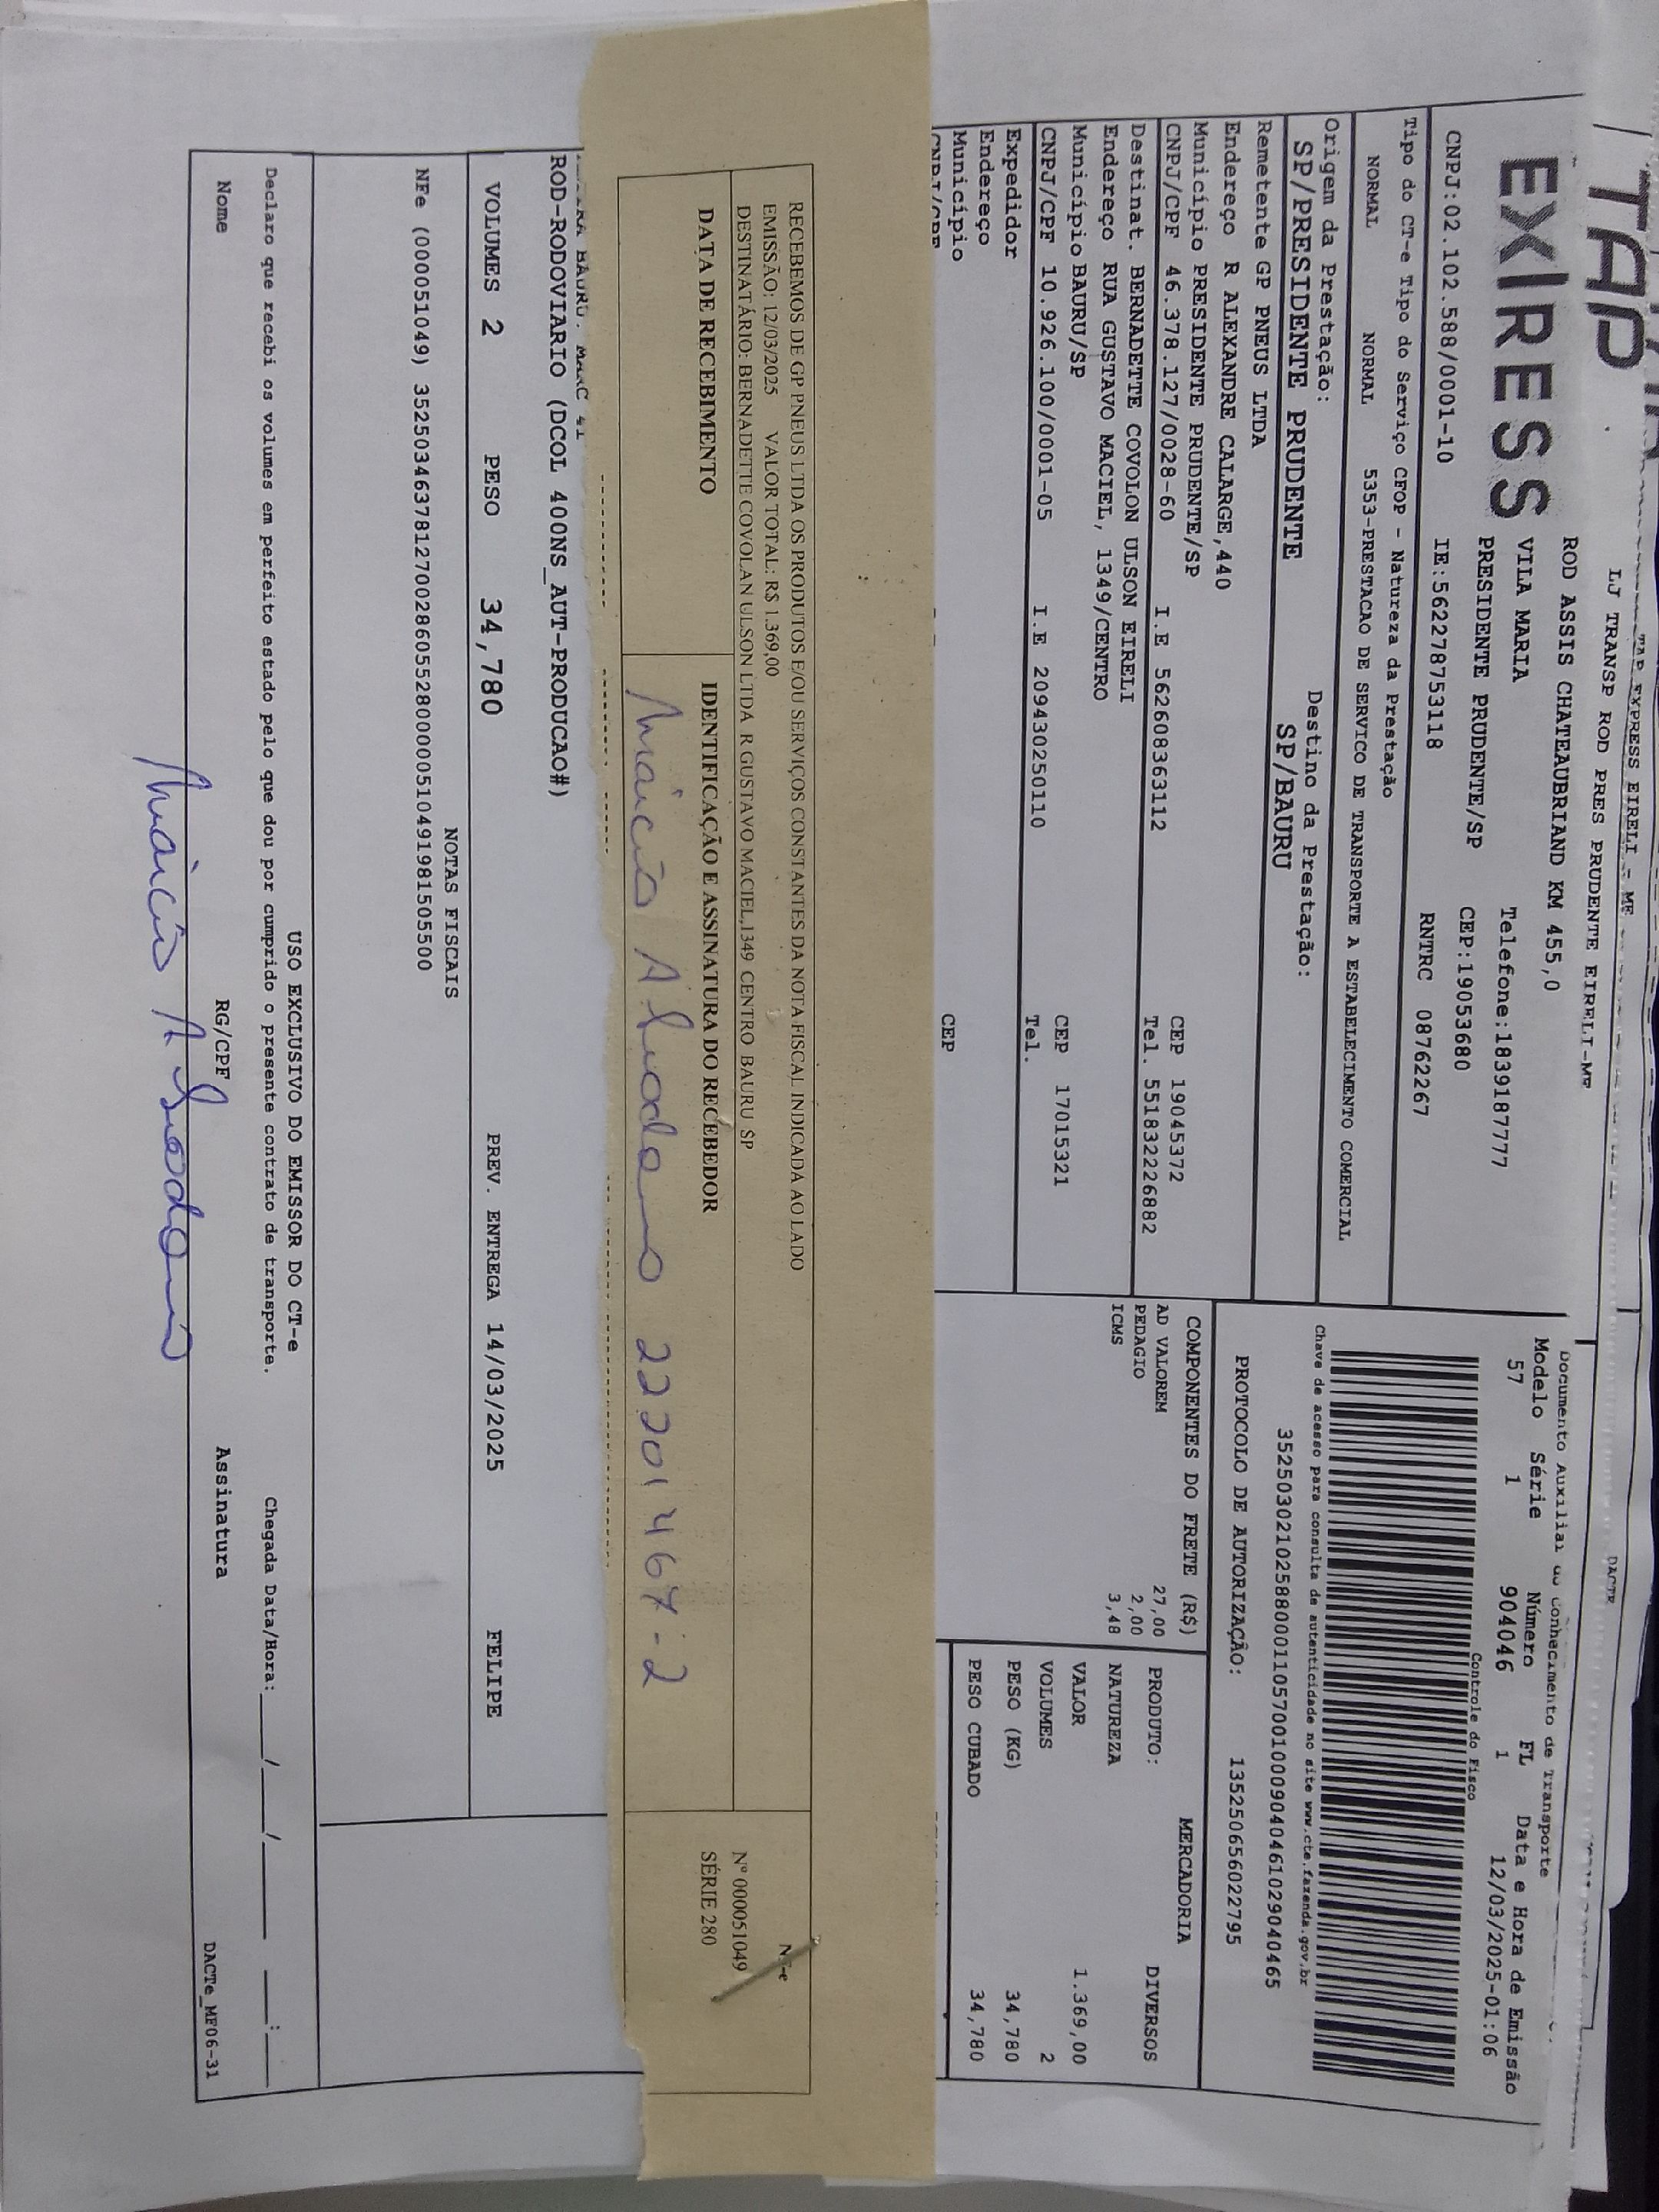 TAP EXPRESS EIRELI - ME
DACTE
LJ TRANSP ROD PRES PRUDENTE EIRELI-ME
TAP
EXPRESS
ROD ASSIS CHATEAUBRIAND KM 455,0
VILA MARIA
Telefone:1839187777
PRESIDENTE PRUDENTE/SP
CEP:19053680
CNPJ:02.102.588/0001-10
IE:562278753118
RNTRC 08762267
Documento Auxiliar do Conhecimento de Transporte
Modelo Série Número FL Data e Hora de Emissão
57 1 904046 1 12/03/2025-01:06
Controle do Fisco
Tipo do CT-e Tipo do Serviço CFOP - Natureza da Prestação
NORMAL NORMAL 5353-PRESTACAO DE SERVICO DE TRANSPORTE A ESTABELECIMENTO COMERCIAL
Chave de acesso para consulta de autenticidade no site www.cte.fazenda.gov.br
35250302102588000110570010009040461029040465
Origem da Prestação:
SP/PRESIDENTE PRUDENTE
Destino da Prestação:
SP/BAURU
PROTOCOLO DE AUTORIZAÇÃO: 135250656022795
Remetente GP PNEUS LTDA
Endereço R ALEXANDRE CALARGE,440
Município PRESIDENTE PRUDENTE/SP CEP 19045372
CNPJ/CPF 46.378.127/0028-60 I.E 562608363112 Tel. 551832226882
Destinat. BERNADETTE COVOLON ULSON EIRELI
Endereço RUA GUSTAVO MACIEL, 1349/CENTRO
Município BAURU/SP CEP 17015321
CNPJ/CPF 10.926.100/0001-05 I.E 209430250110 Tel.
Expedidor
Endereço
Município CEP
CNPJ/CPF
COMPONENTES DO FRETE (R$)
AD VALOREM 27,00
PEDAGIO 2,00
ICMS 3,48
MERCADORIA
PRODUTO: DIVERSOS
NATUREZA
VALOR 1.369,00
VOLUMES 2
PESO (KG) 34,780
PESO CUBADO 34,780
RECEBEMOS DE GP PNEUS LTDA OS PRODUTOS E/OU SERVIÇOS CONSTANTES DA NOTA FISCAL INDICADA AO LADO
EMISSÃO: 12/03/2025 VALOR TOTAL: R$ 1.369,00
DESTINATÁRIO: BERNADETTE COVOLAN ULSON LTDA R GUSTAVO MACIEL,1349 CENTRO BAURU SP
NF-e
Nº 000051049
SÉRIE 280
DATA DE RECEBIMENTO
IDENTIFICAÇÃO E ASSINATURA DO RECEBEDOR
ROD-RODOVIARIO (DCOL 400NS_AUT-PRODUCAO#)
VOLUMES 2 PESO 34,780 PREV. ENTREGA 14/03/2025 FELIPE
NOTAS FISCAIS
NFe (000051049) 35250346378127002860552800000510491981505500
USO EXCLUSIVO DO EMISSOR DO CT-e
Declaro que recebi os volumes em perfeito estado pelo que dou por cumprido o presente contrato de transporte. Chegada Data/Hora:___/___/_____ ___:___
Nome RG/CPF Assinatura
DACTe_MF06-31